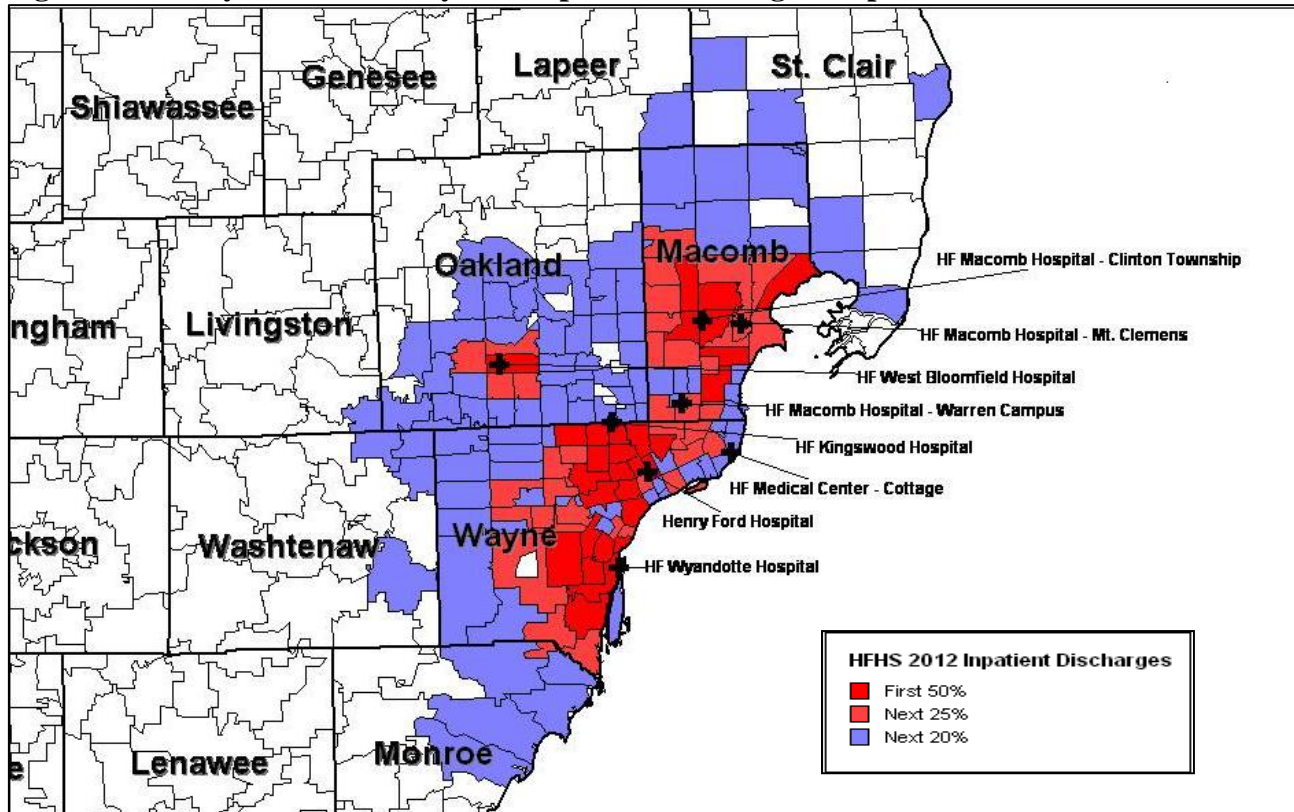 Genesee
Lapeer
St. Clair
Shiawassee
Oakland
Macomb
HF Macomb Hospital - Clinton Township
ngham
Livingston
HF Macomb Hospital - Mt. Clemens
HF West Bloomfield Hospital
HF Macomb Hospital - Warren Campus
HF Kingswood Hospital
HF Medical Center - Cottage
Henry Ford Hospital
ckson
Washtenaw
Wayne
HF Wyandotte Hospital
HFHS 2012 Inpatient Discharges
First 50%
Next 25%
Next 20%
Monroe
Lenawee
e